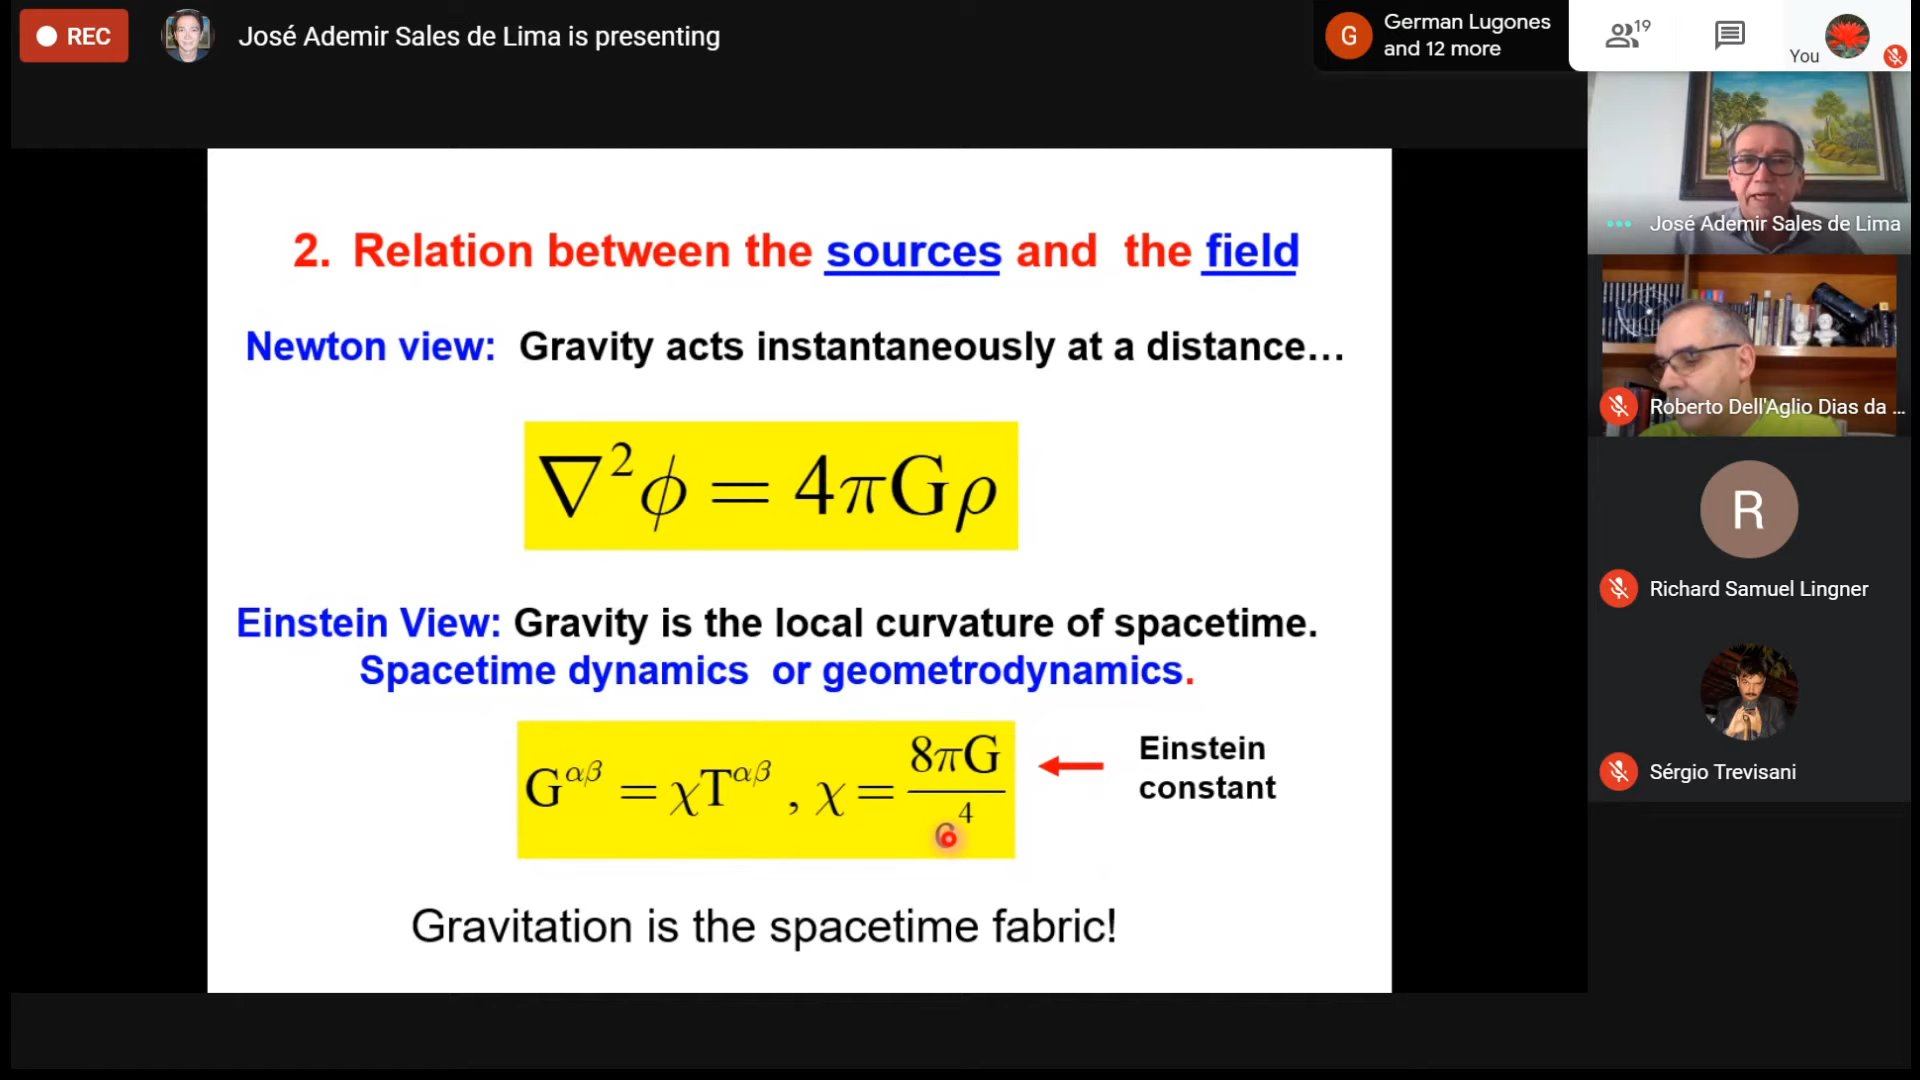 REC
José Ademir Sales de Lima is presenting
G
German Lugones
and 12 more
19
You
José Ademir Sales de Lima
Roberto Dell'Aglio Dias da ...
R
Richard Samuel Lingner
Sérgio Trevisani
2. Relation between the sources and the field
Newton view: Gravity acts instantaneously at a distance...
∇²ϕ = 4πGρ
Einstein View: Gravity is the local curvature of spacetime.
Spacetime dynamics or geometrodynamics.
G^αβ = χT^αβ , χ = 8πG / c^4
Einstein
constant
Gravitation is the spacetime fabric!